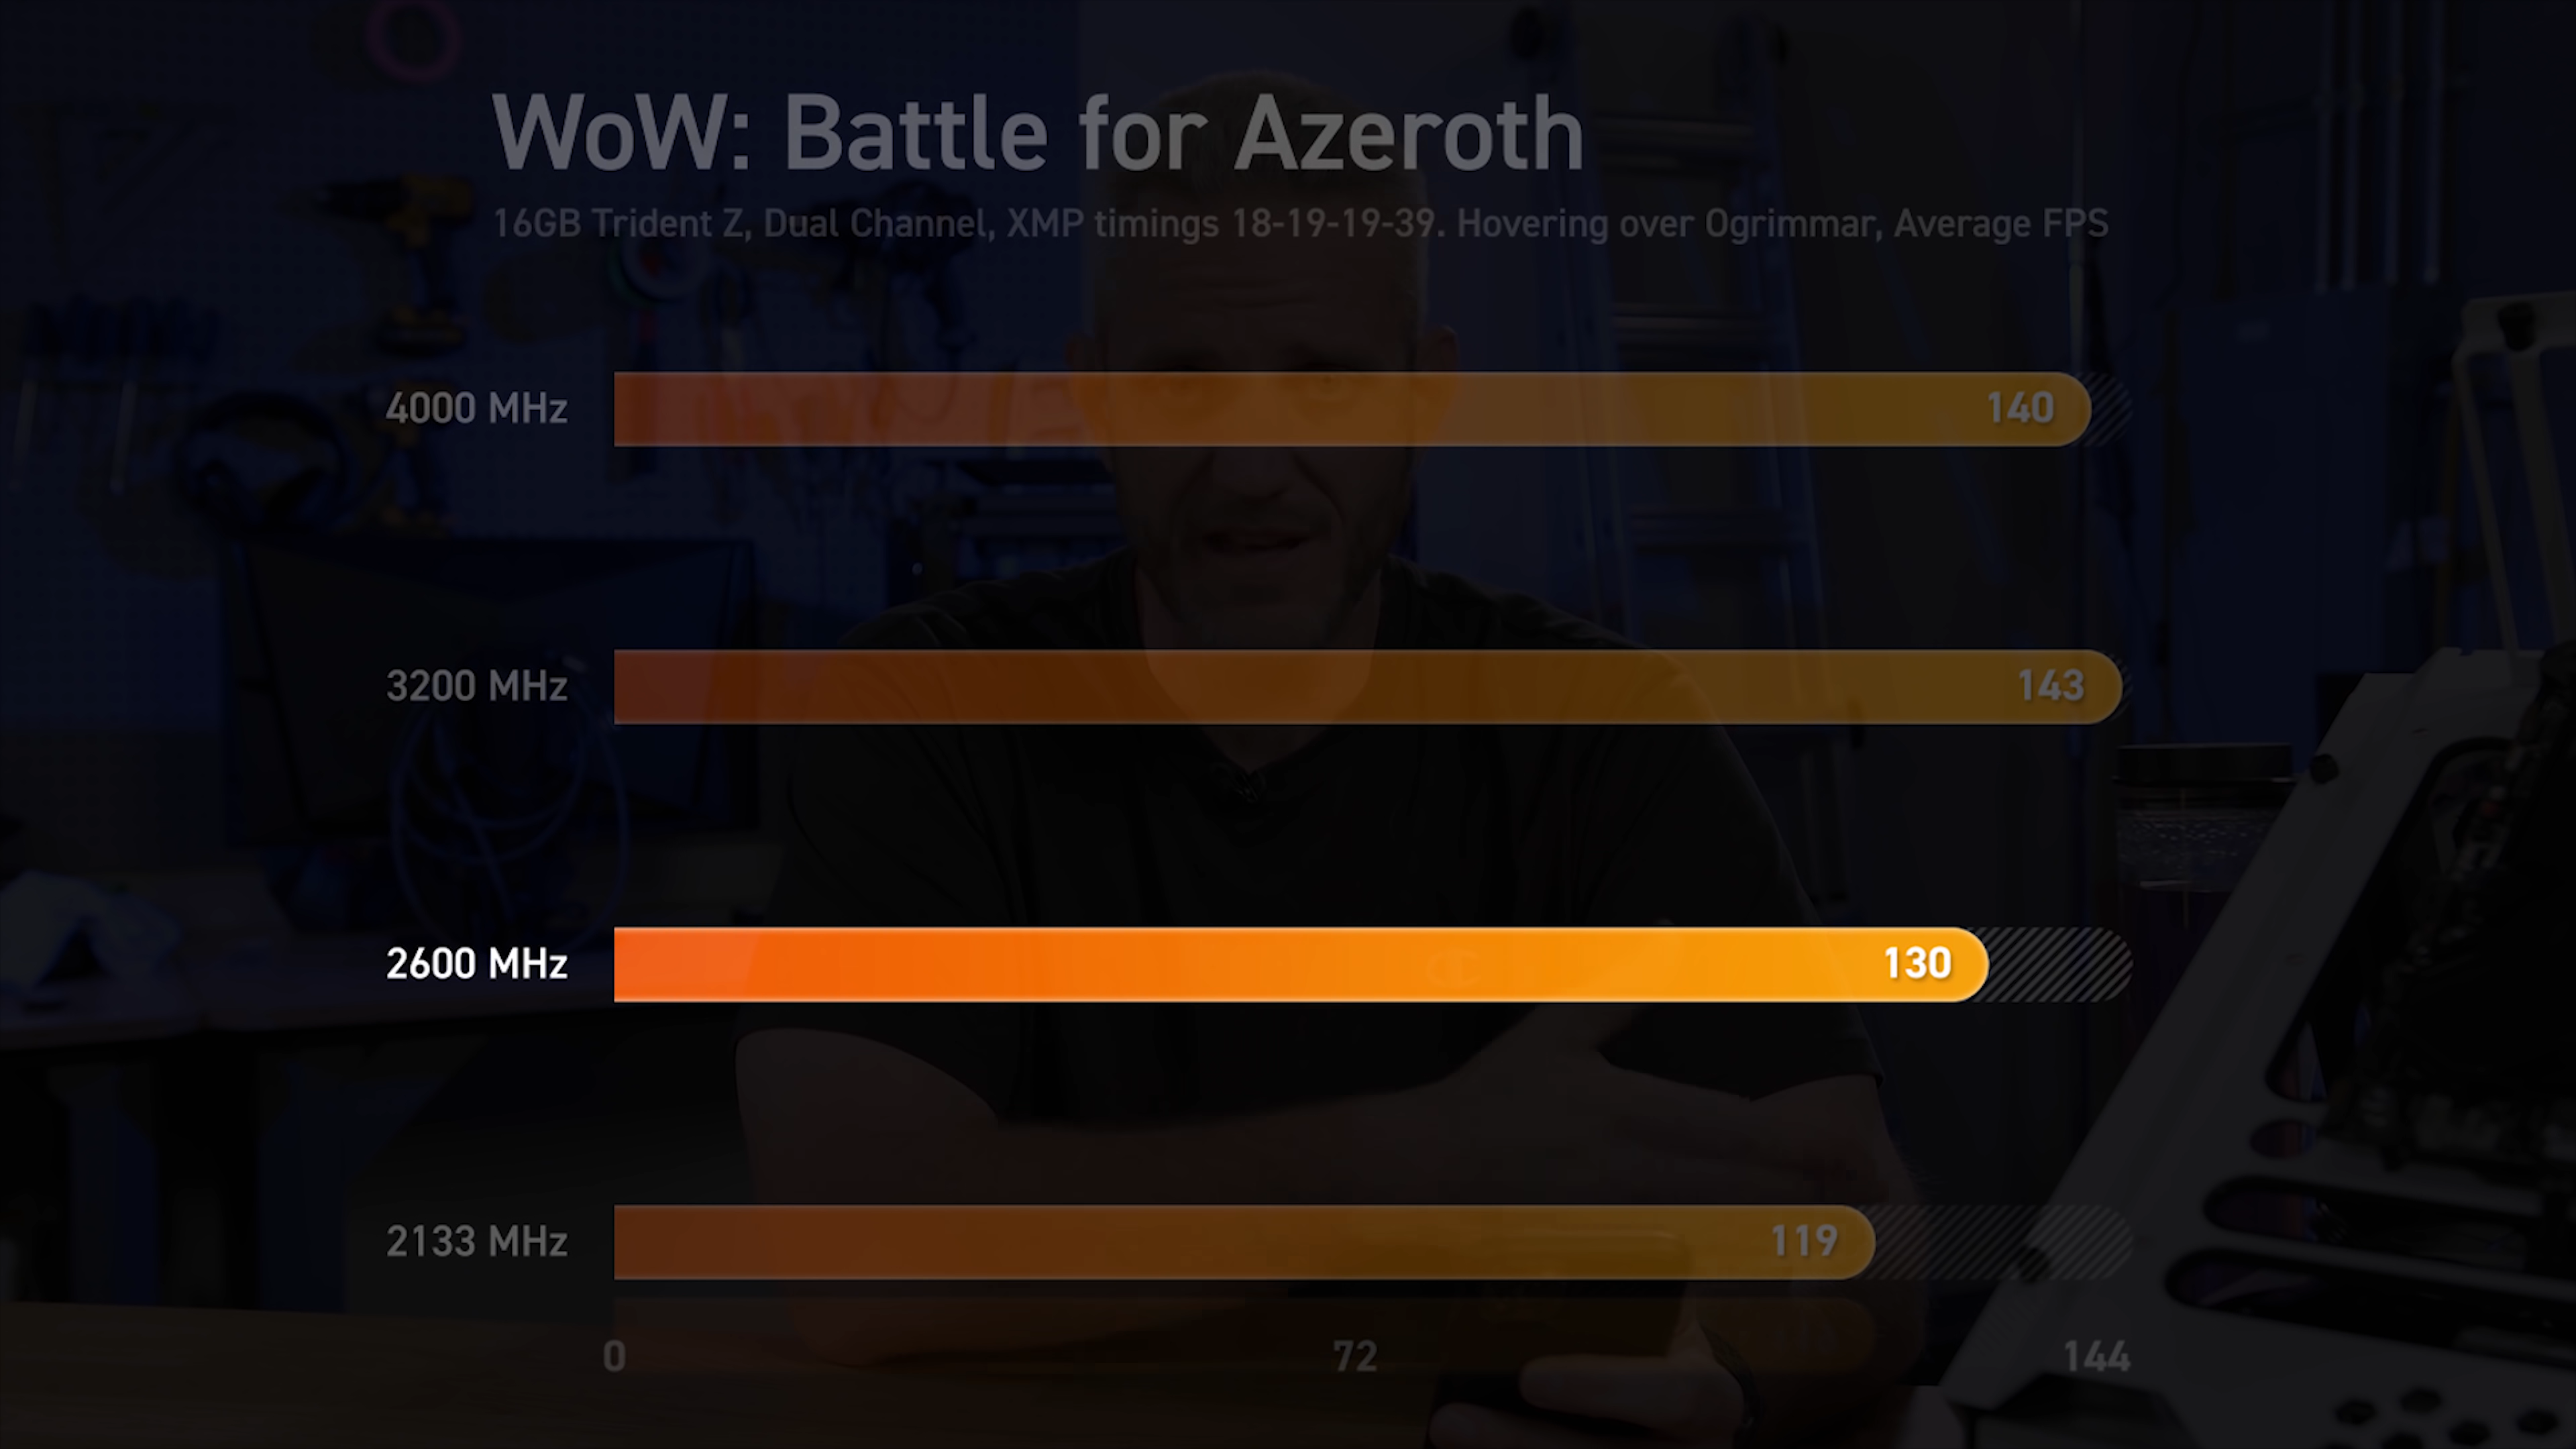 WoW: Battle for Azeroth
16GB Trident Z, Dual Channel, XMP timings 18-19-19-39. Hovering over Ogrimmar, Average FPS
4000 MHz 140
3200 MHz 143
2600 MHz 130
2133 MHz 119
0 72 144